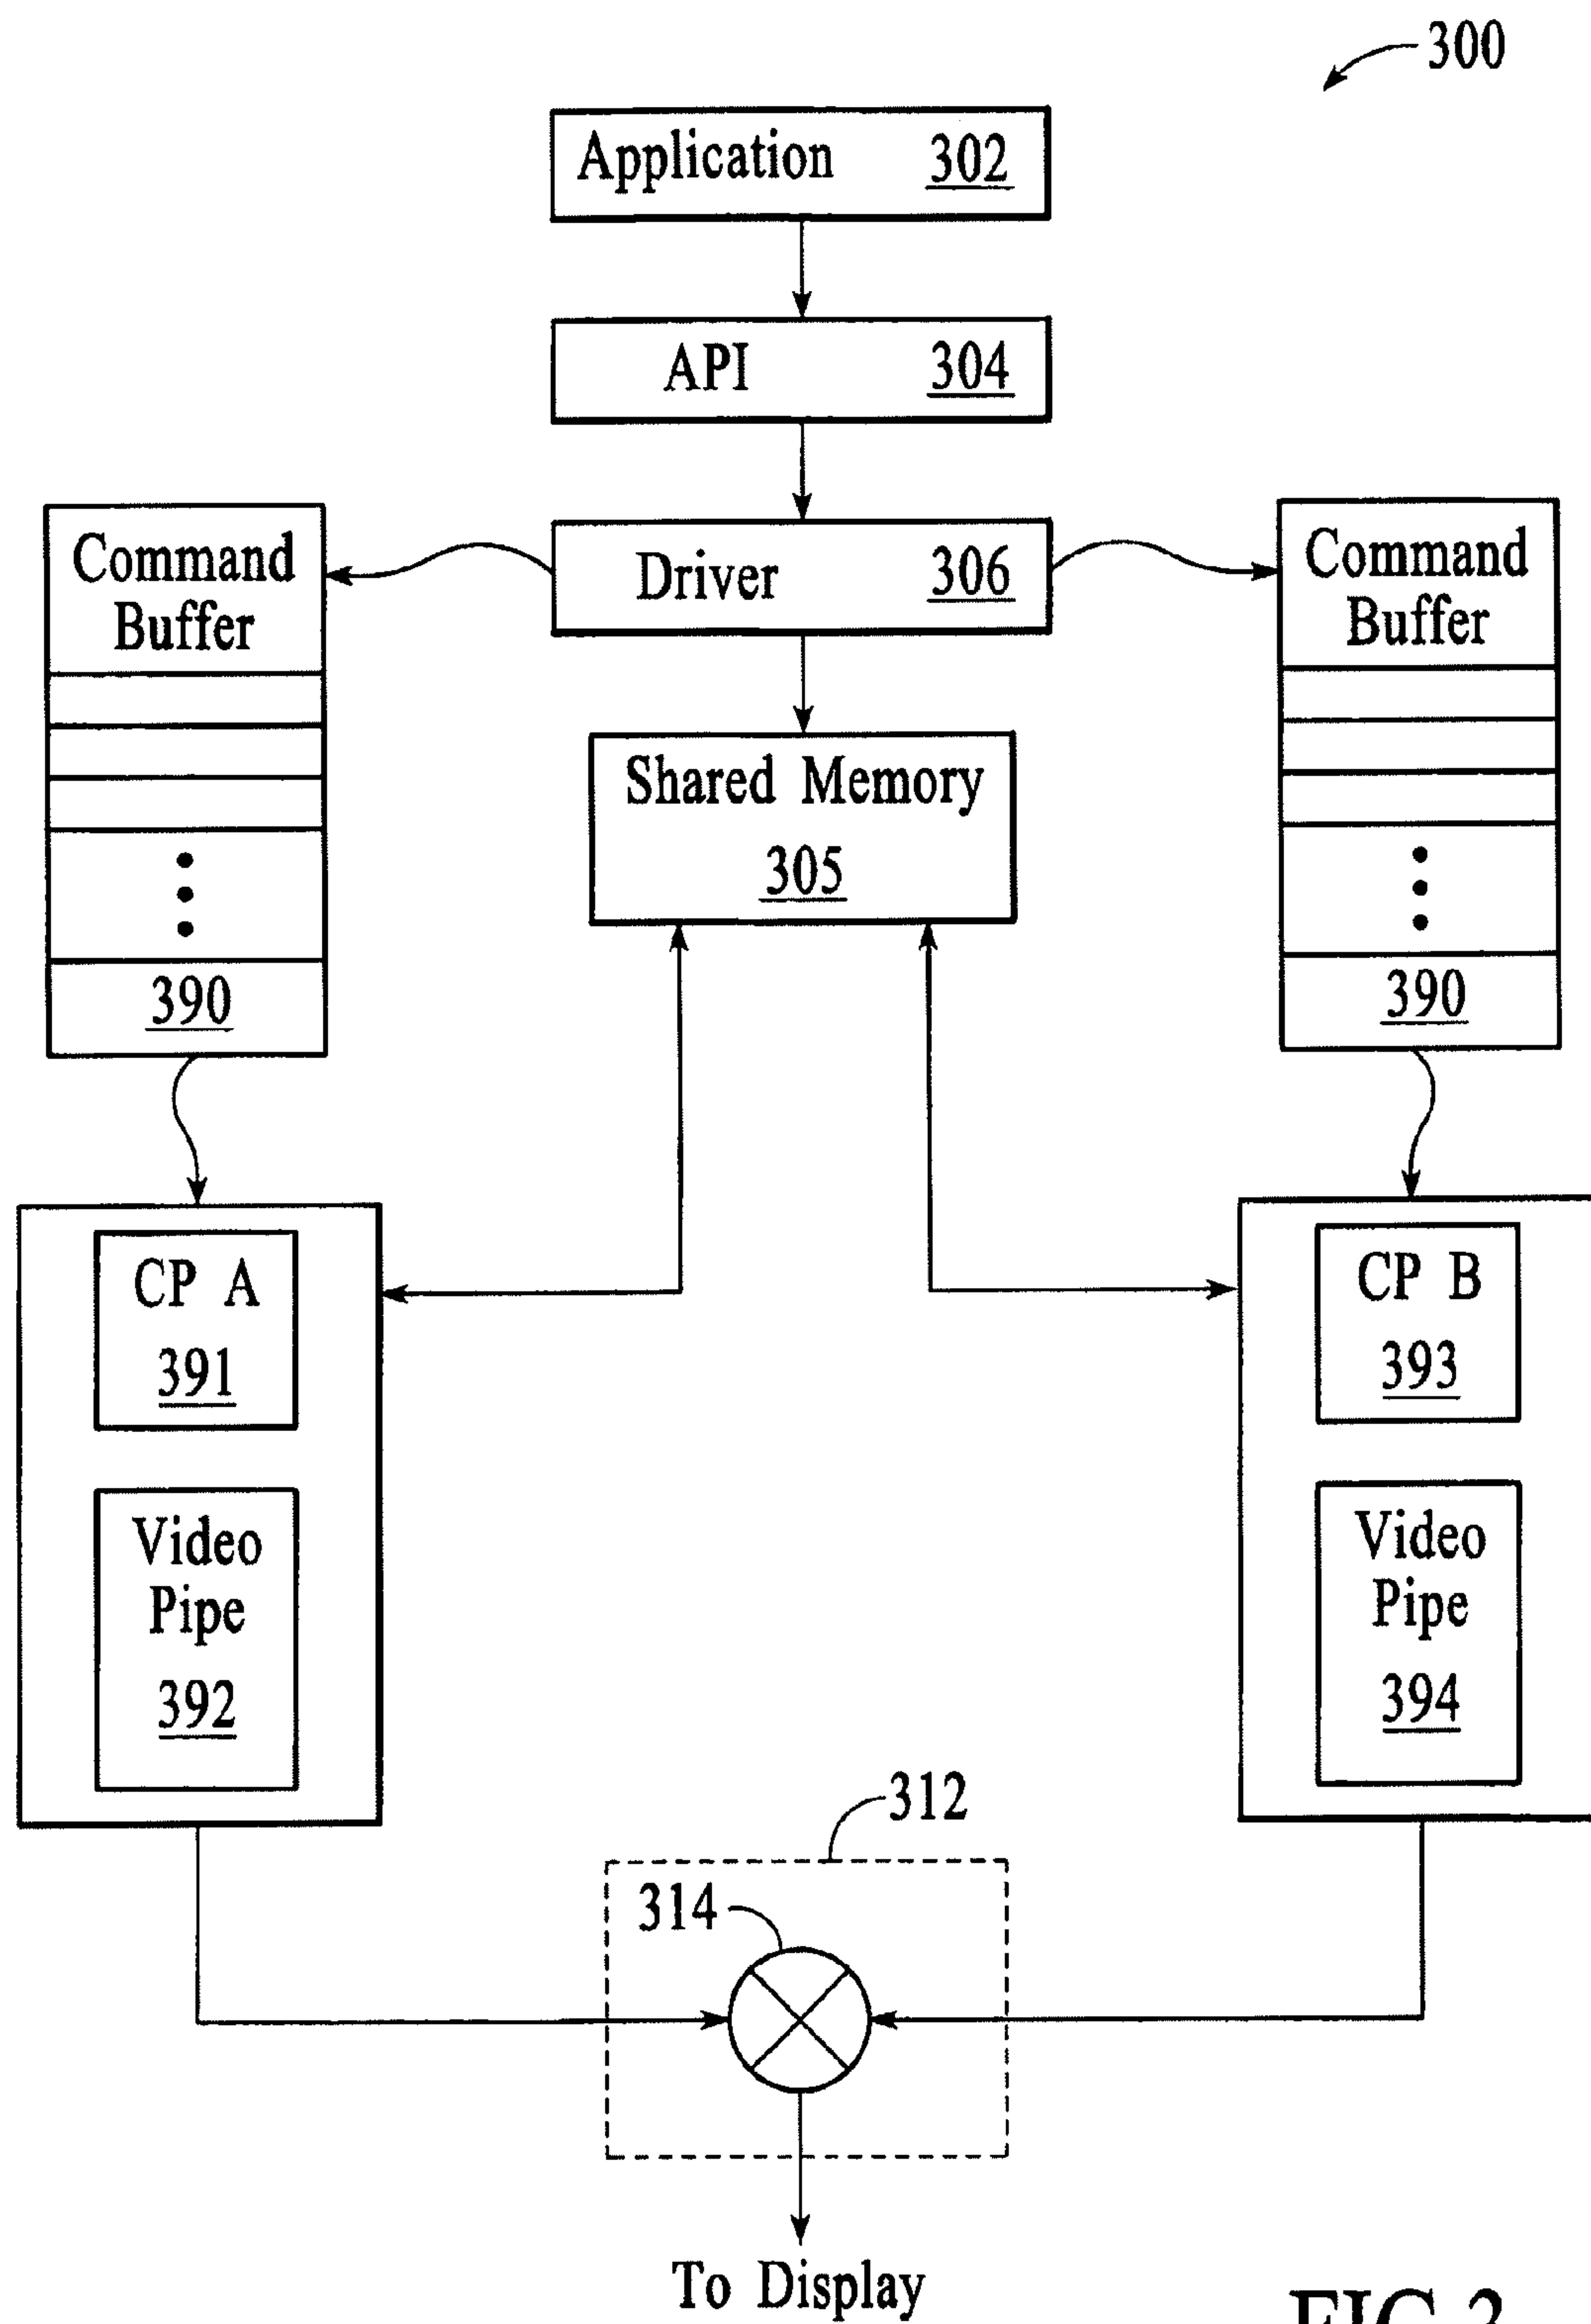 300
Application 302
API 304
Command
Buffer
390
Driver 306
Command
Buffer
390
Shared Memory
305
CP A
391
Video
Pipe
392
CP B
393
Video
Pipe
394
312
314
To Display